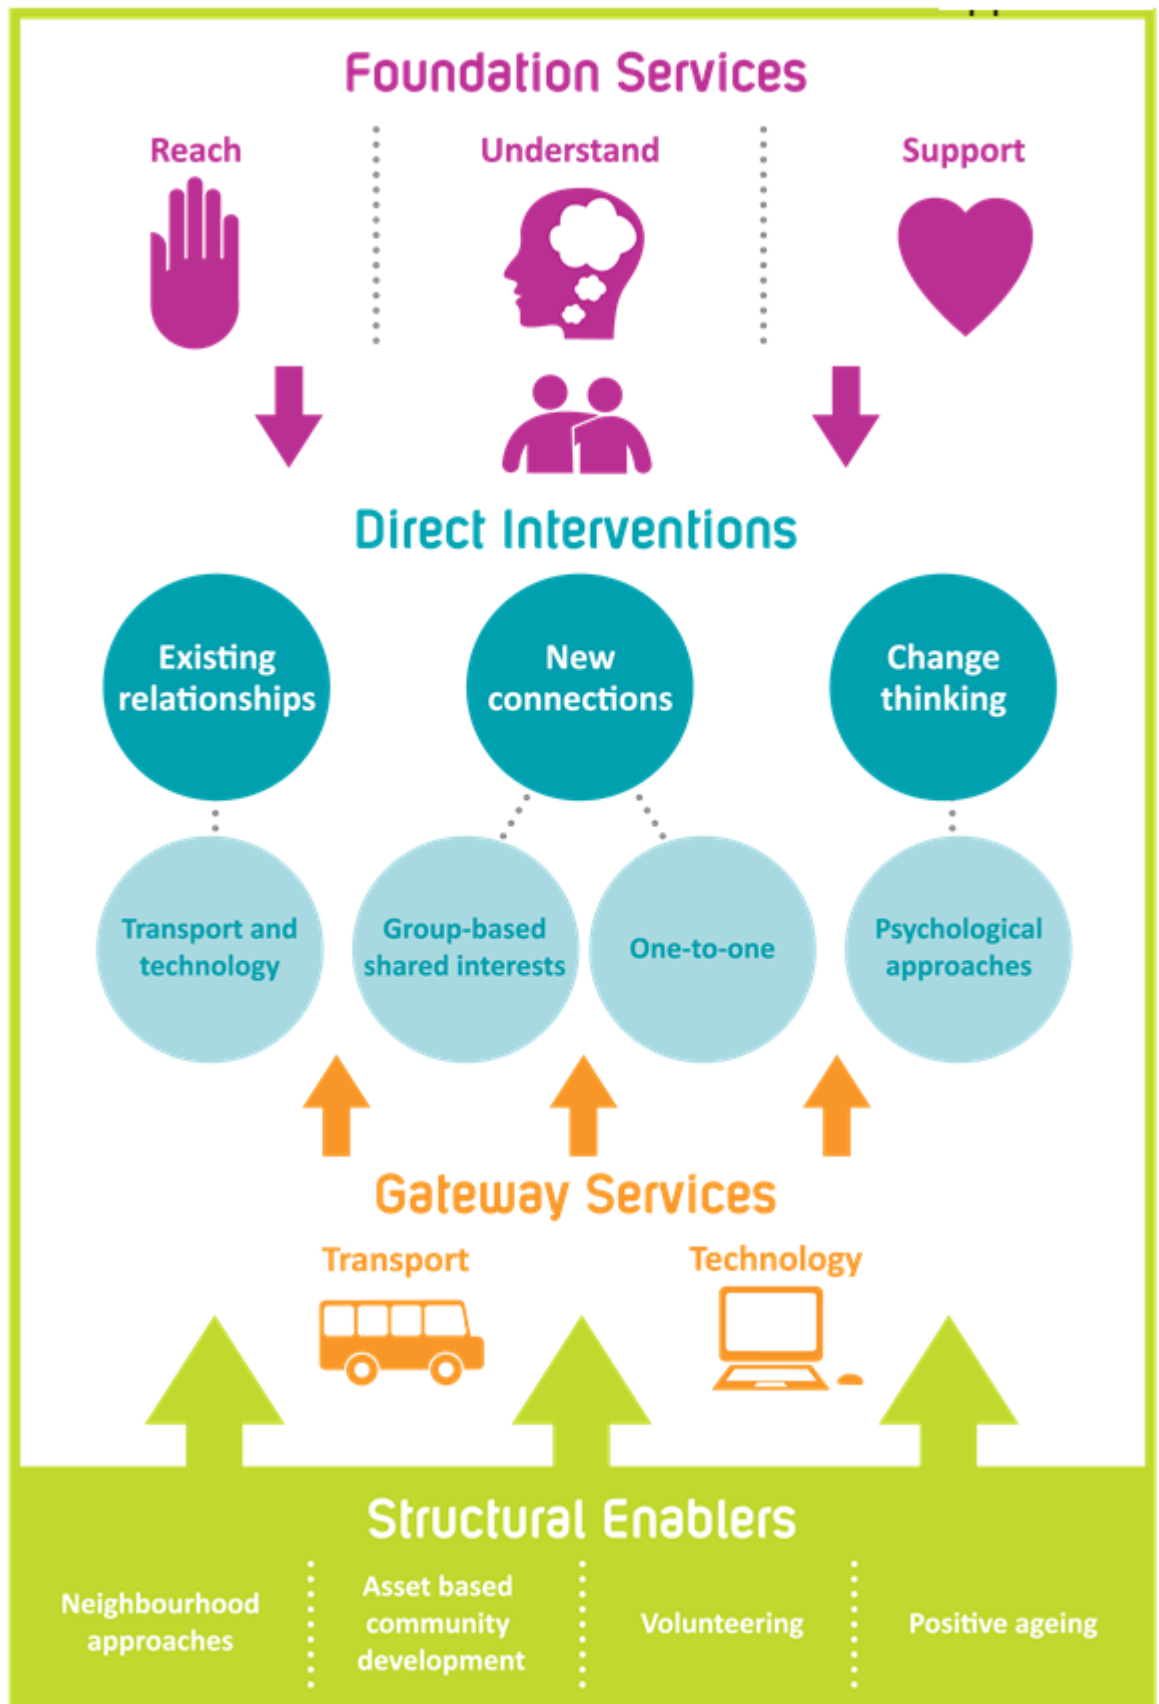 Foundation Services
Reach
Understand
Support
Direct Interventions
Existing
relationships
New
connections
Change
thinking
Transport and
technology
Group-based
shared interests
One-to-one
Psychological
approaches
Gateway Services
Transport
Technology
Structural Enablers
Neighbourhood
approaches
Asset based
community
development
Volunteering
Positive ageing